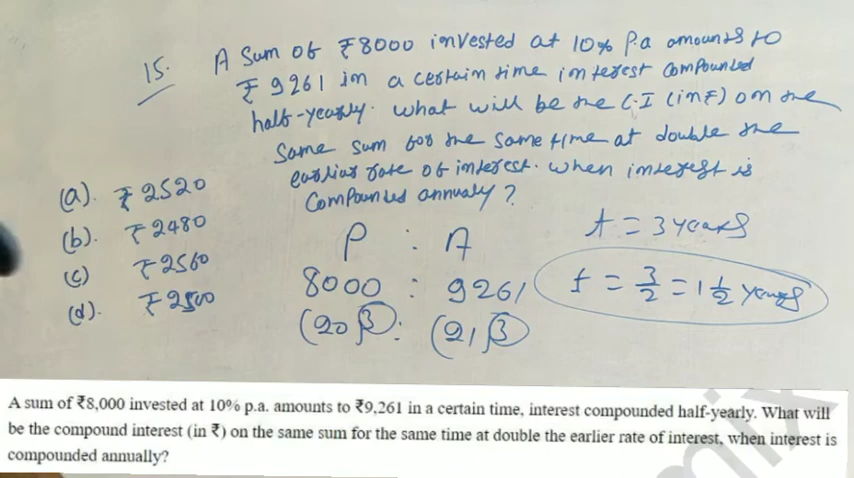 15. A Sum of ₹8000 invested at 10% P.a amounts to
₹9261 in a certain time interest Compounded
half-yearly. What will be the C.I (in₹) on the
Same Sum for the Same time at double the
earlier rate of interest. when interest is
Compounded annualy?
(a). ₹2520
(b). ₹2480
(c) ₹2560
(d). ₹2500
P : A
8000 : 9261
(20)3 : (21)3
t = 3 years
t = 3/2 = 1 1/2 years
A sum of ₹8,000 invested at 10% p.a. amounts to ₹9,261 in a certain time, interest compounded half-yearly. What will
be the compound interest (in ₹) on the same sum for the same time at double the earlier rate of interest, when interest is
compounded annually?